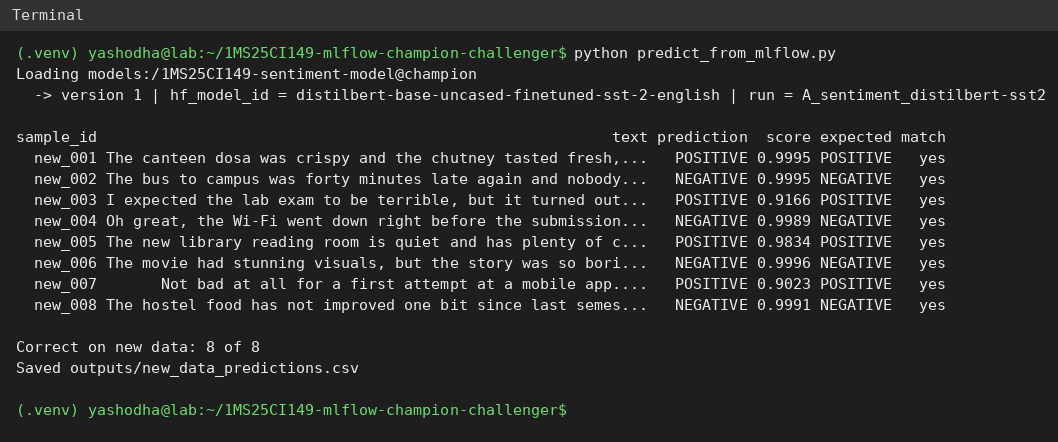 Terminal
(.venv) yashodha@lab:~/1MS25CI149-mlflow-champion-challenger$ python predict_from_mlflow.py
Loading models:/1MS25CI149-sentiment-model@champion
  -> version 1 | hf_model_id = distilbert-base-uncased-finetuned-sst-2-english | run = A_sentiment_distilbert-sst2
sample_id                                                         text prediction  score expected match
  new_001 The canteen dosa was crispy and the chutney tasted fresh,...   POSITIVE 0.9995 POSITIVE   yes
  new_002 The bus to campus was forty minutes late again and nobody...   NEGATIVE 0.9995 NEGATIVE   yes
  new_003 I expected the lab exam to be terrible, but it turned out...   POSITIVE 0.9166 POSITIVE   yes
  new_004 Oh great, the Wi-Fi went down right before the submission...   NEGATIVE 0.9989 NEGATIVE   yes
  new_005 The new library reading room is quiet and has plenty of c...   POSITIVE 0.9834 POSITIVE   yes
  new_006 The movie had stunning visuals, but the story was so bori...   NEGATIVE 0.9996 NEGATIVE   yes
  new_007       Not bad at all for a first attempt at a mobile app....   POSITIVE 0.9023 POSITIVE   yes
  new_008 The hostel food has not improved one bit since last semes...   NEGATIVE 0.9991 NEGATIVE   yes
Correct on new data: 8 of 8
Saved outputs/new_data_predictions.csv
(.venv) yashodha@lab:~/1MS25CI149-mlflow-champion-challenger$